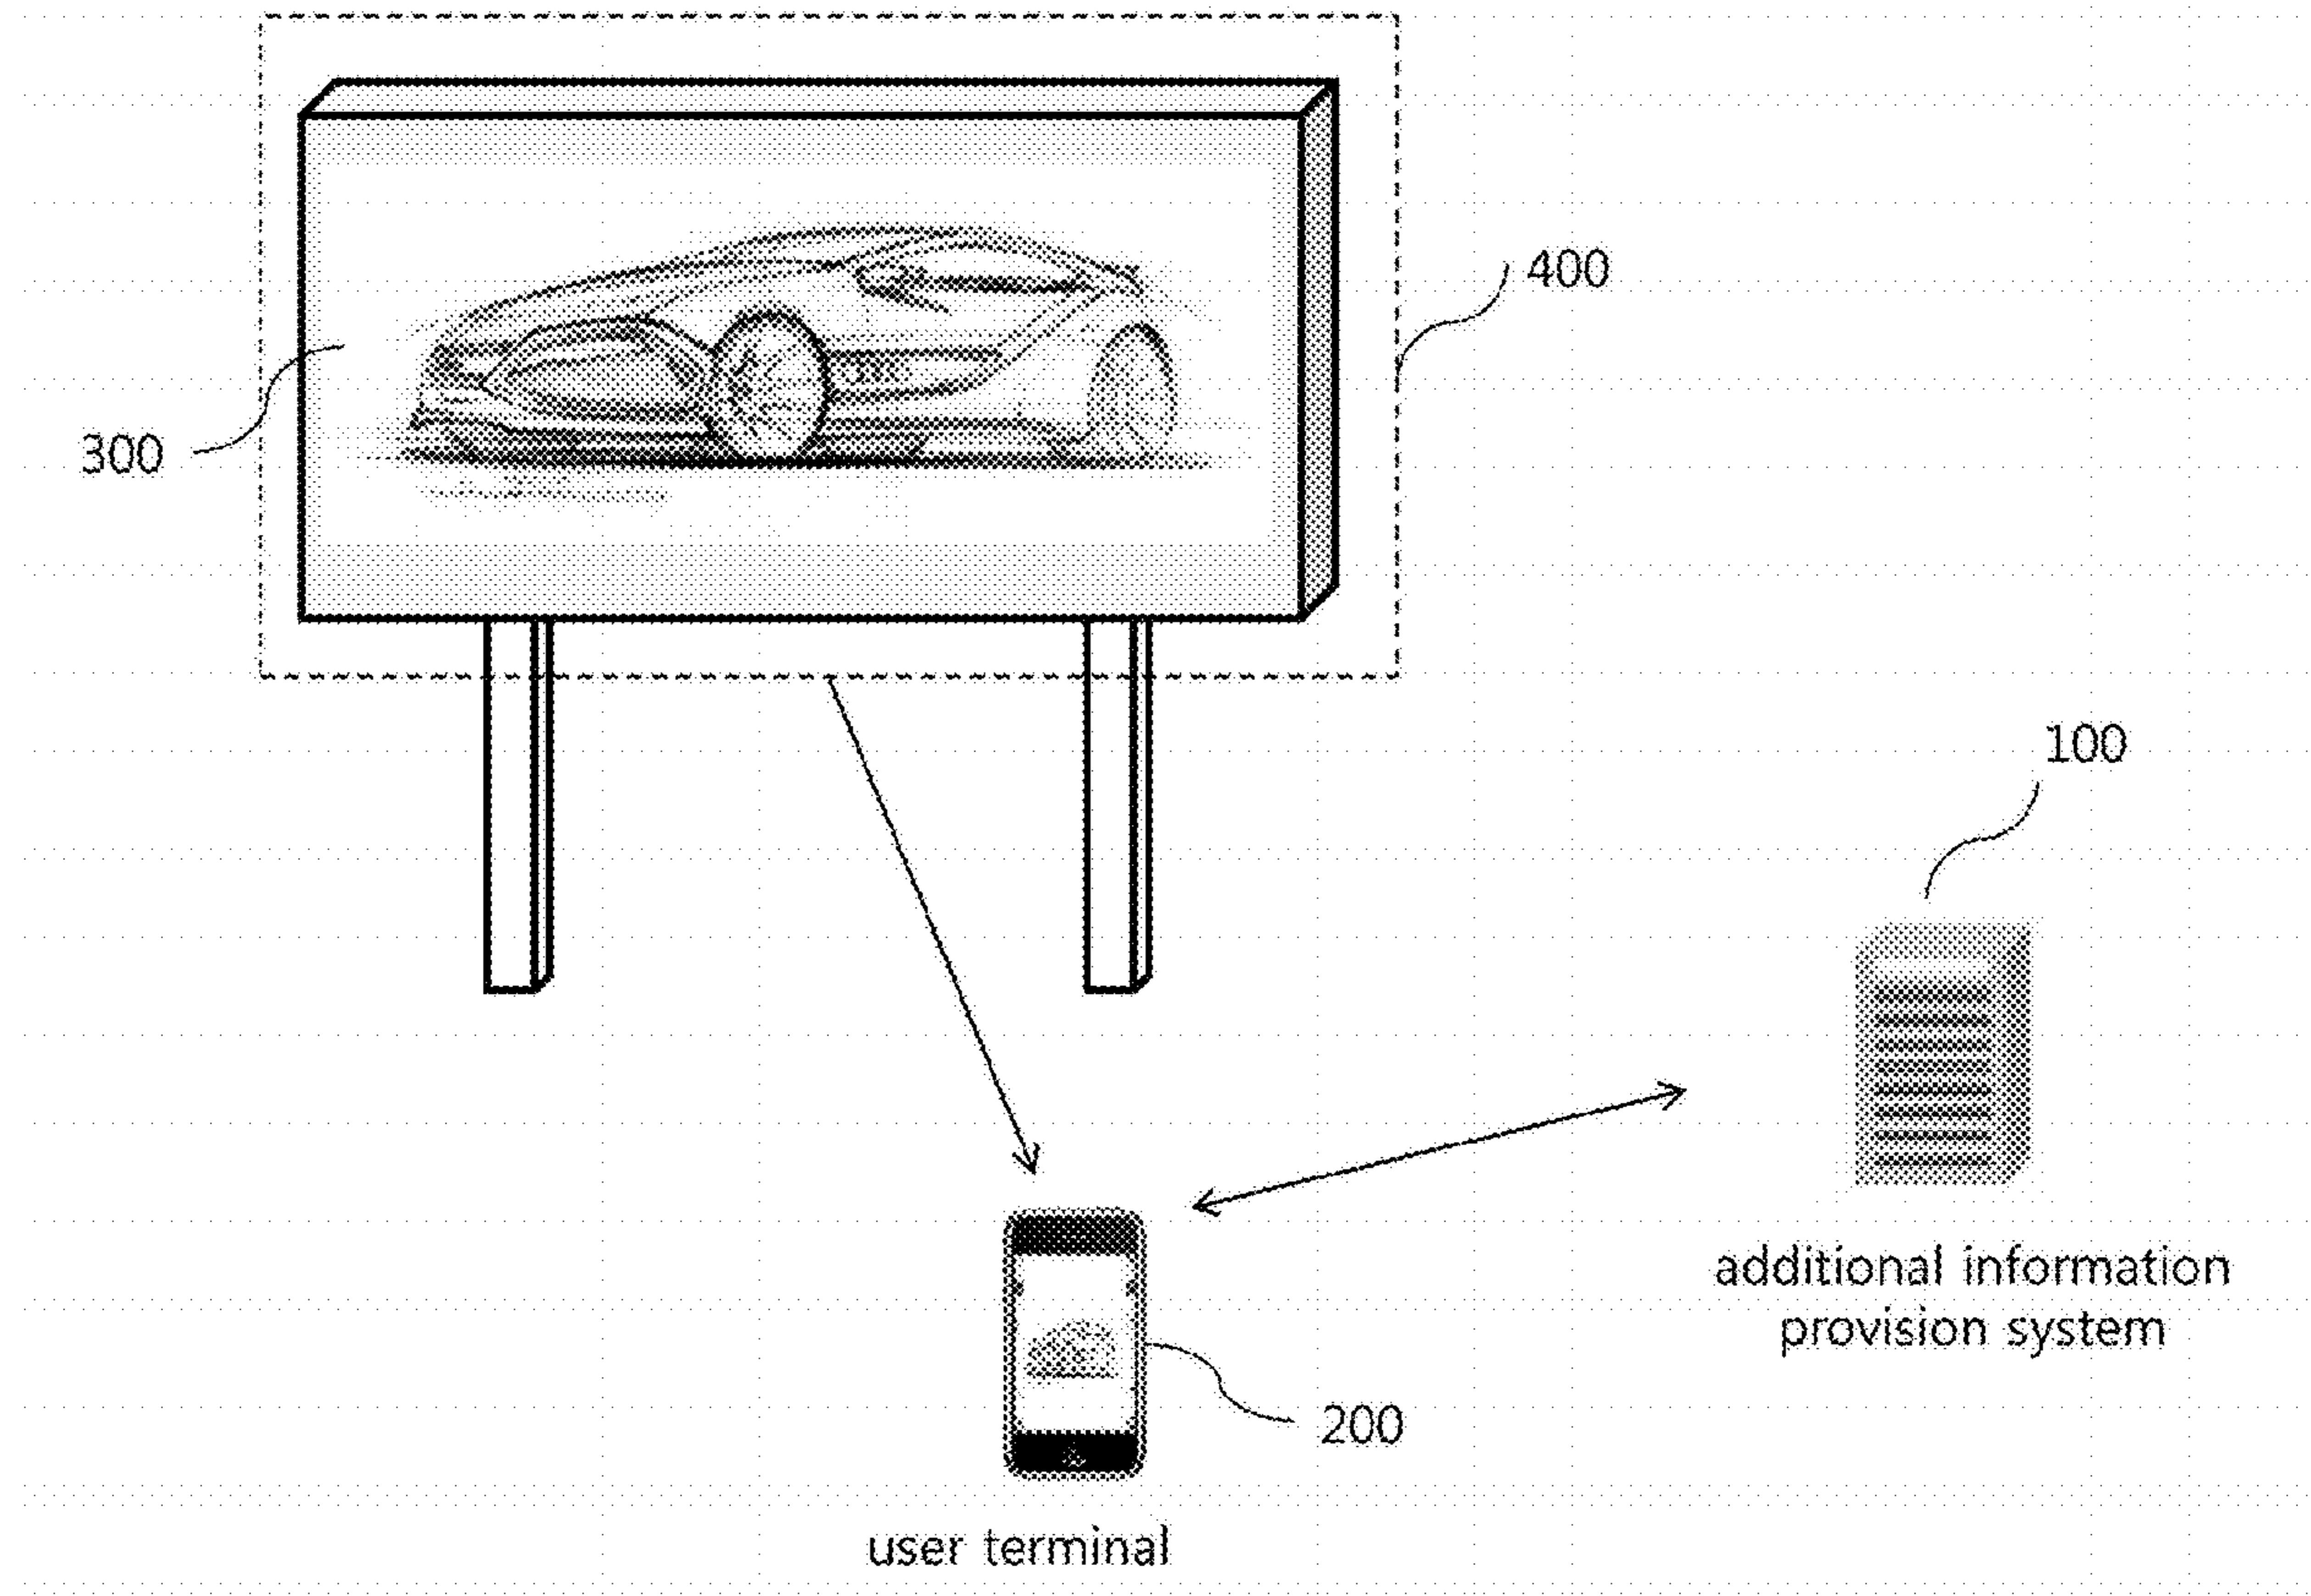 400
300
100
additional information
provision system
200
user terminal